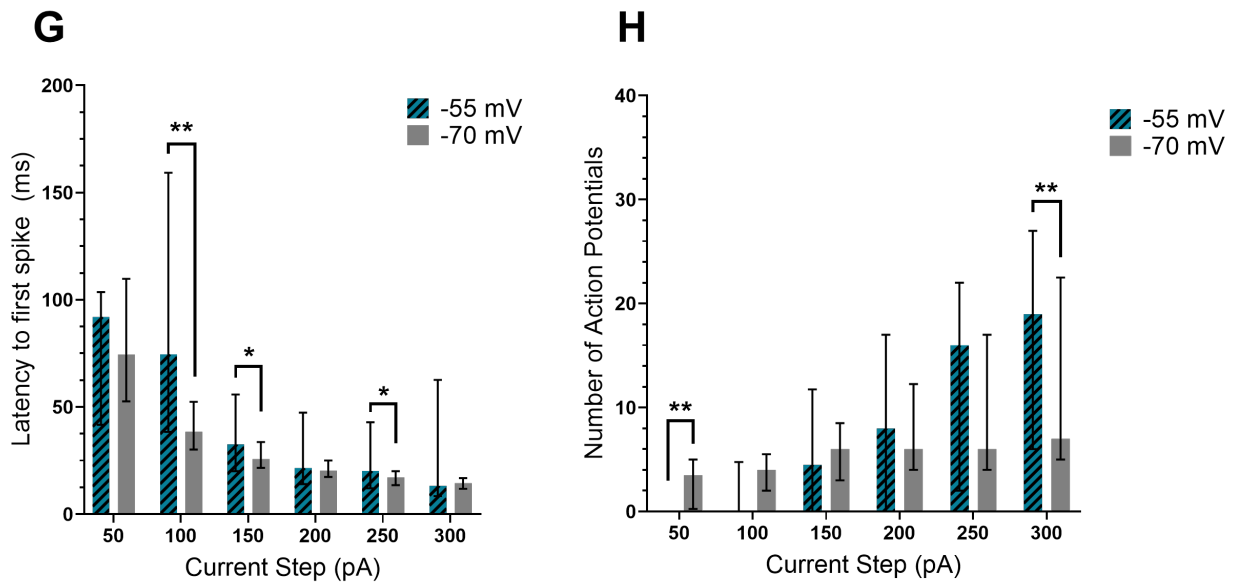 G
200
150
100
50
0
Latency to first spike (ms)
-55 mV
-70 mV
**
*
*
50 100 150 200 250 300
Current Step (pA)
H
40
30
20
10
0
Number of Action Potentials
-55 mV
-70 mV
**
**
50 100 150 200 250 300
Current Step (pA)